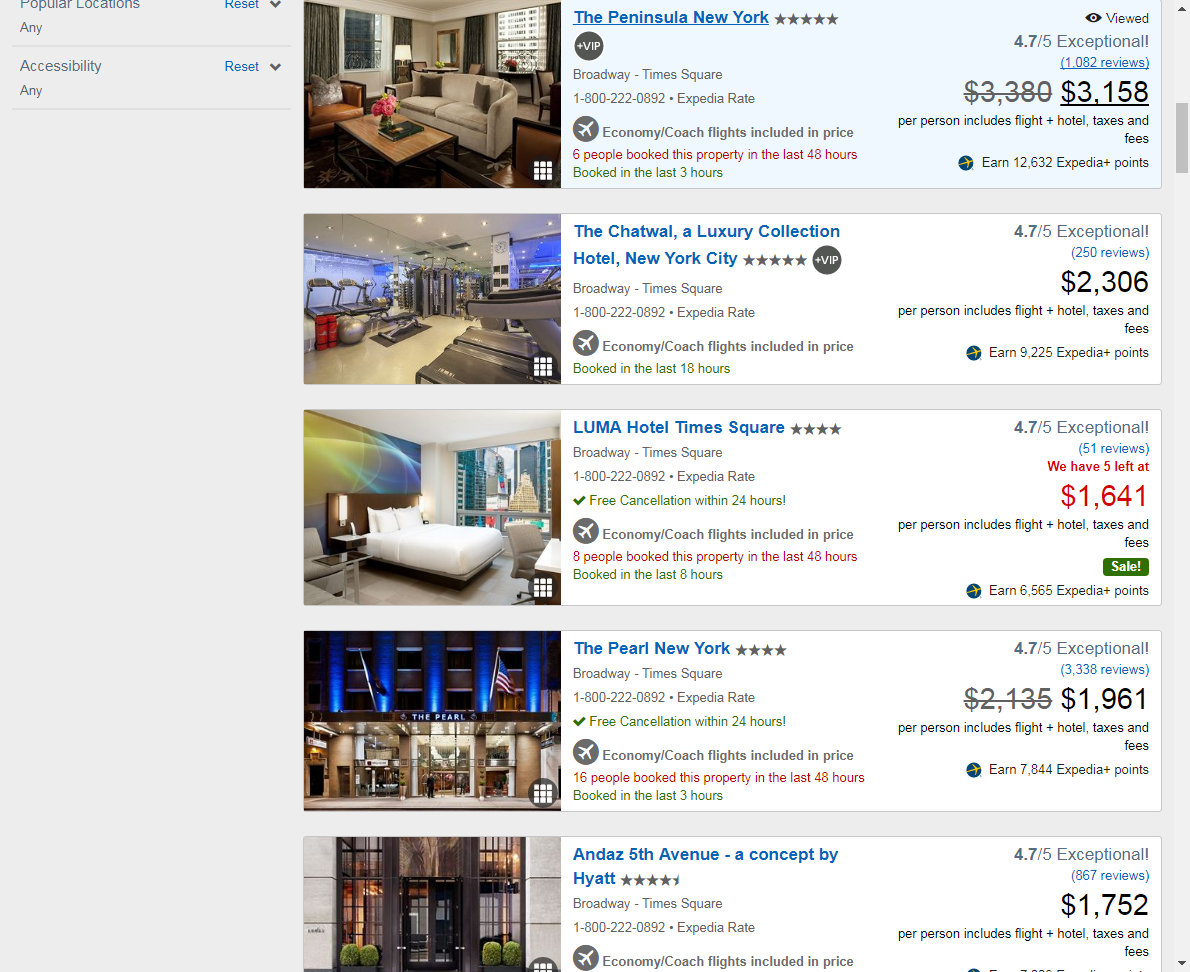 Popular Locations Reset
Any
Accessibility Reset
Any
The Peninsula New York
+VIP
Broadway - Times Square
1-800-222-0892 • Expedia Rate
Economy/Coach flights included in price
6 people booked this property in the last 48 hours
Booked in the last 3 hours
Viewed
4.7/5 Exceptional!
(1,082 reviews)
$3,380 $3,158
per person includes flight + hotel, taxes and
fees
Earn 12,632 Expedia+ points
The Chatwal, a Luxury Collection
Hotel, New York City +VIP
Broadway - Times Square
1-800-222-0892 • Expedia Rate
Economy/Coach flights included in price
Booked in the last 18 hours
4.7/5 Exceptional!
(250 reviews)
$2,306
per person includes flight + hotel, taxes and
fees
Earn 9,225 Expedia+ points
LUMA Hotel Times Square
Broadway - Times Square
1-800-222-0892 • Expedia Rate
Free Cancellation within 24 hours!
Economy/Coach flights included in price
8 people booked this property in the last 48 hours
Booked in the last 8 hours
4.7/5 Exceptional!
(51 reviews)
We have 5 left at
$1,641
per person includes flight + hotel, taxes and
fees
Sale!
Earn 6,565 Expedia+ points
THE PEARL
The Pearl New York
Broadway - Times Square
1-800-222-0892 • Expedia Rate
Free Cancellation within 24 hours!
Economy/Coach flights included in price
16 people booked this property in the last 48 hours
Booked in the last 3 hours
4.7/5 Exceptional!
(3,338 reviews)
$2,135 $1,961
per person includes flight + hotel, taxes and
fees
Earn 7,844 Expedia+ points
Andaz 5th Avenue - a concept by
Hyatt
Broadway - Times Square
1-800-222-0892 • Expedia Rate
Economy/Coach flights included in price
4.7/5 Exceptional!
(867 reviews)
$1,752
per person includes flight + hotel, taxes and
fees